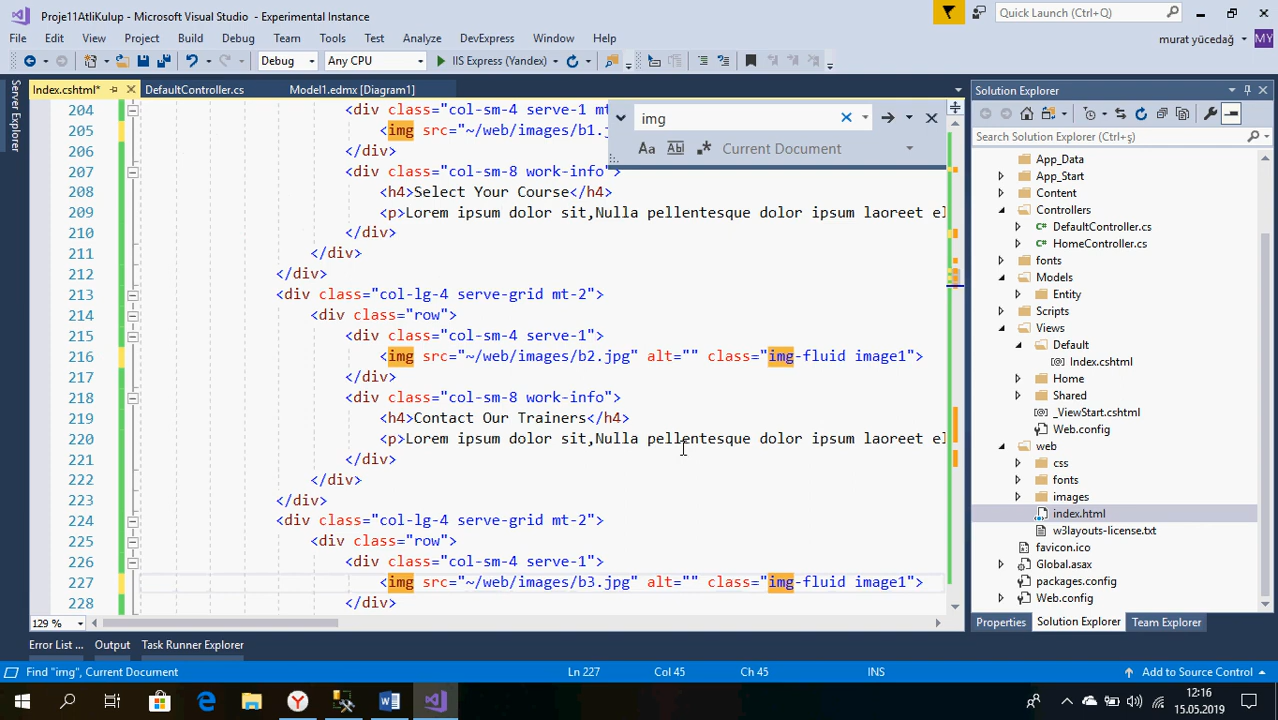 Proje11AtliKulup - Microsoft Visual Studio - Experimental Instance
Quick Launch (Ctrl+Q)
File Edit View Project Build Debug Team Tools Test Analyze DevExpress Window Help
murat yücedağ MY
Debug Any CPU IIS Express (Yandex)
Server Explorer
Index.cshtml* DefaultController.cs Model1.edmx [Diagram1]
204 <div class="col-sm-4 serve-1 mt
205 <img src="~/web/images/b1.j
206 </div>
207 <div class="col-sm-8 work-info">
208 <h4>Select Your Course</h4>
209 <p>Lorem ipsum dolor sit,Nulla pellentesque dolor ipsum laoreet el
210 </div>
211 </div>
212 </div>
213 <div class="col-lg-4 serve-grid mt-2">
214 <div class="row">
215 <div class="col-sm-4 serve-1">
216 <img src="~/web/images/b2.jpg" alt="" class="img-fluid image1">
217 </div>
218 <div class="col-sm-8 work-info">
219 <h4>Contact Our Trainers</h4>
220 <p>Lorem ipsum dolor sit,Nulla pellentesque dolor ipsum laoreet el
221 </div>
222 </div>
223 </div>
224 <div class="col-lg-4 serve-grid mt-2">
225 <div class="row">
226 <div class="col-sm-4 serve-1">
227 <img src="~/web/images/b3.jpg" alt="" class="img-fluid image1">
228 </div>
img
Aa Abl Current Document
129 %
Solution Explorer
Search Solution Explorer (Ctrl+ş)
App_Data
App_Start
Content
Controllers
C# DefaultController.cs
C# HomeController.cs
fonts
Models
Entity
Scripts
Views
Default
Index.cshtml
Home
Shared
_ViewStart.cshtml
Web.config
web
css
fonts
images
index.html
w3layouts-license.txt
favicon.ico
Global.asax
packages.config
Web.config
Properties Solution Explorer Team Explorer
Error List ... Output Task Runner Explorer
Find "img", Current Document Ln 227 Col 45 Ch 45 INS Add to Source Control
12:16
15.05.2019